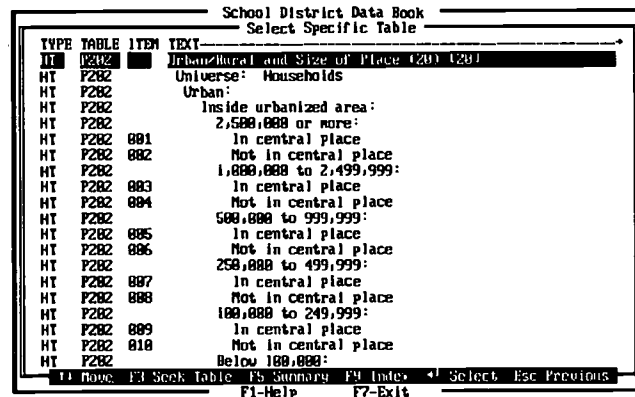 School District Data Book
Select Specific Table
TYPE TABLE ITEM TEXT
HT P202 Urban/Rural and Size of Place (20) [20]
HT P202 Universe: Households
HT P202 Urban:
HT P202 Inside urbanized area:
HT P202 2,500,000 or more:
HT P202 001 In central place
HT P202 002 Not in central place
HT P202 1,000,000 to 2,499,999:
HT P202 003 In central place
HT P202 004 Not in central place
HT P202 500,000 to 999,999:
HT P202 005 In central place
HT P202 006 Not in central place
HT P202 250,000 to 499,999:
HT P202 007 In central place
HT P202 008 Not in central place
HT P202 100,000 to 249,999:
HT P202 009 In central place
HT P202 010 Not in central place
HT P202 Below 100,000:
↑↓ Move F3 Seek Table F5 Summary F9 Index ◄┘ Select Esc Previous
F1-Help F7-Exit